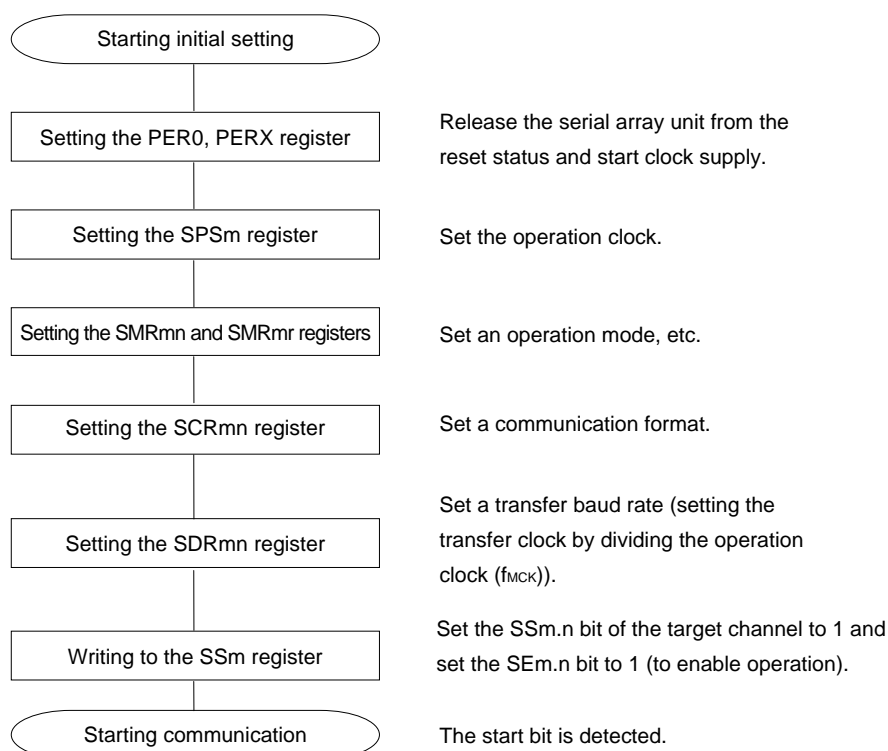 Starting initial setting
Setting the PER0, PERX register
Release the serial array unit from the
reset status and start clock supply.
Setting the SPSm register
Set the operation clock.
Setting the SMRmn and SMRmr registers
Set an operation mode, etc.
Setting the SCRmn register
Set a communication format.
Setting the SDRmn register
Set a transfer baud rate (setting the
transfer clock by dividing the operation
clock (fMCK)).
Writing to the SSm register
Set the SSm.n bit of the target channel to 1 and
set the SEm.n bit to 1 (to enable operation).
Starting communication
The start bit is detected.